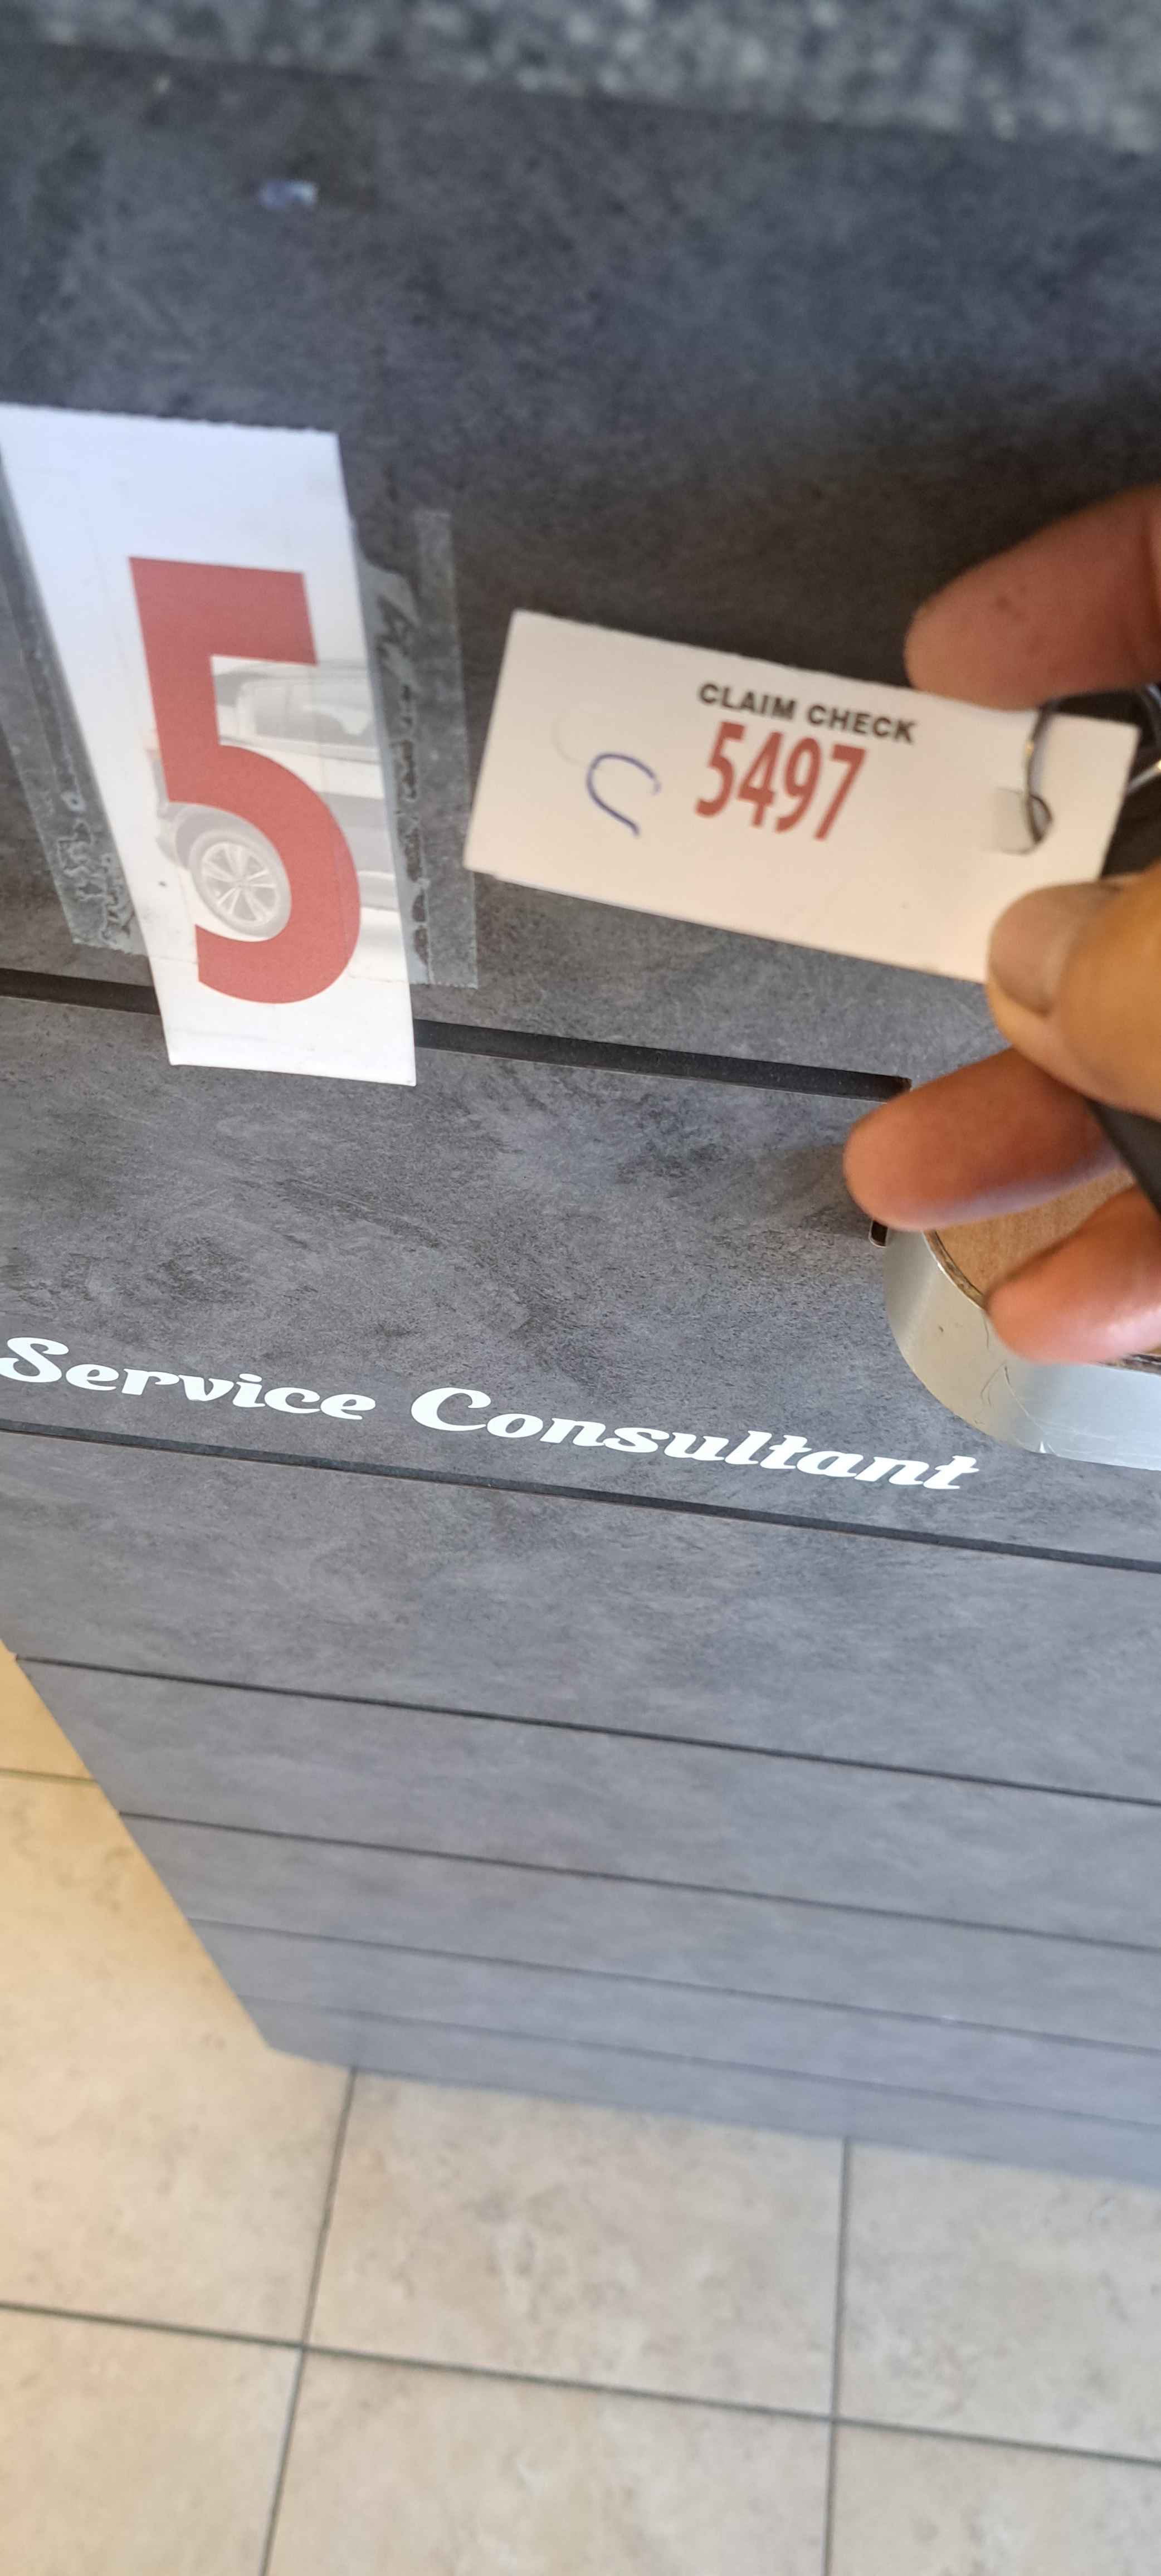 5
CLAIM CHECK
5497
Service Consultant